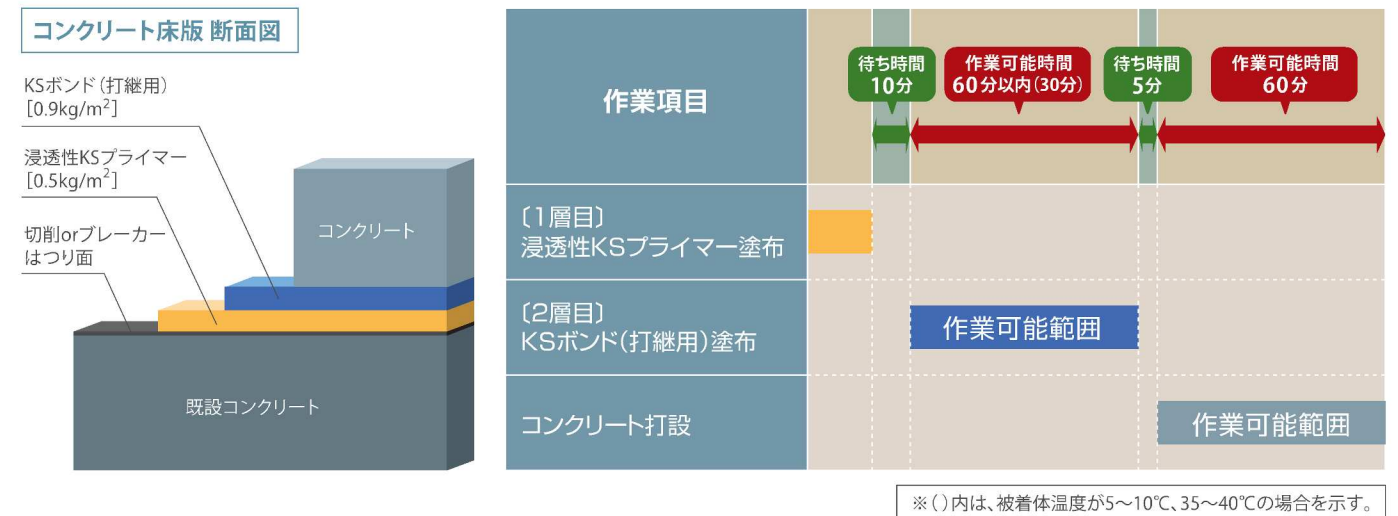 コンクリート床版 断面図
KSボンド（打継用）
[0.9kg/m²]
浸透性KSプライマー
[0.5kg/m²]
切削orブレーカー
はつり面
コンクリート
既設コンクリート
作業項目
待ち時間
10分
作業可能時間
60分以内（30分）
待ち時間
5分
作業可能時間
60分
〔1層目〕
浸透性KSプライマー塗布
〔2層目〕
KSボンド（打継用）塗布
作業可能範囲
コンクリート打設
作業可能範囲
※（ ）内は、被着体温度が5〜10℃、35〜40℃の場合を示す。